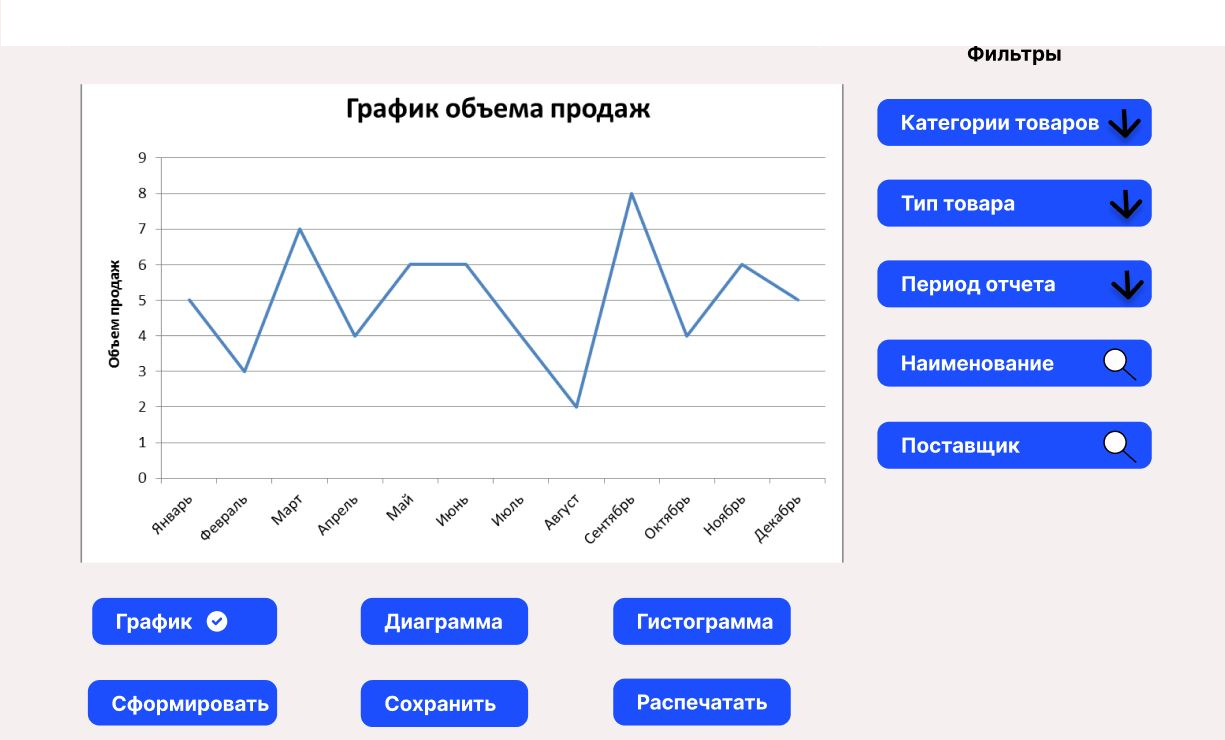 Фильтры
График объема продаж
Категории товаров
Тип товара
Период отчета
Наименование
Поставщик
Объем продаж
9
8
7
6
5
4
3
2
1
0
Январь
Февраль
Март
Апрель
Май
Июнь
Июль
Август
Сентябрь
Октябрь
Ноябрь
Декабрь
График
Диаграмма
Гистограмма
Сформировать
Сохранить
Распечатать